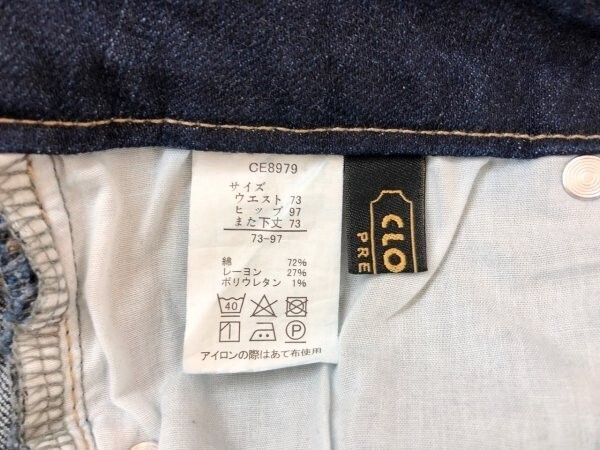 CE8979
サイズ
ウエスト 73
ヒップ 97
また下丈 73
73-97
綿 72%
レーヨン 27%
ポリウレタン 1%
40
P
アイロンの際はあて布使用
CLO
PRE